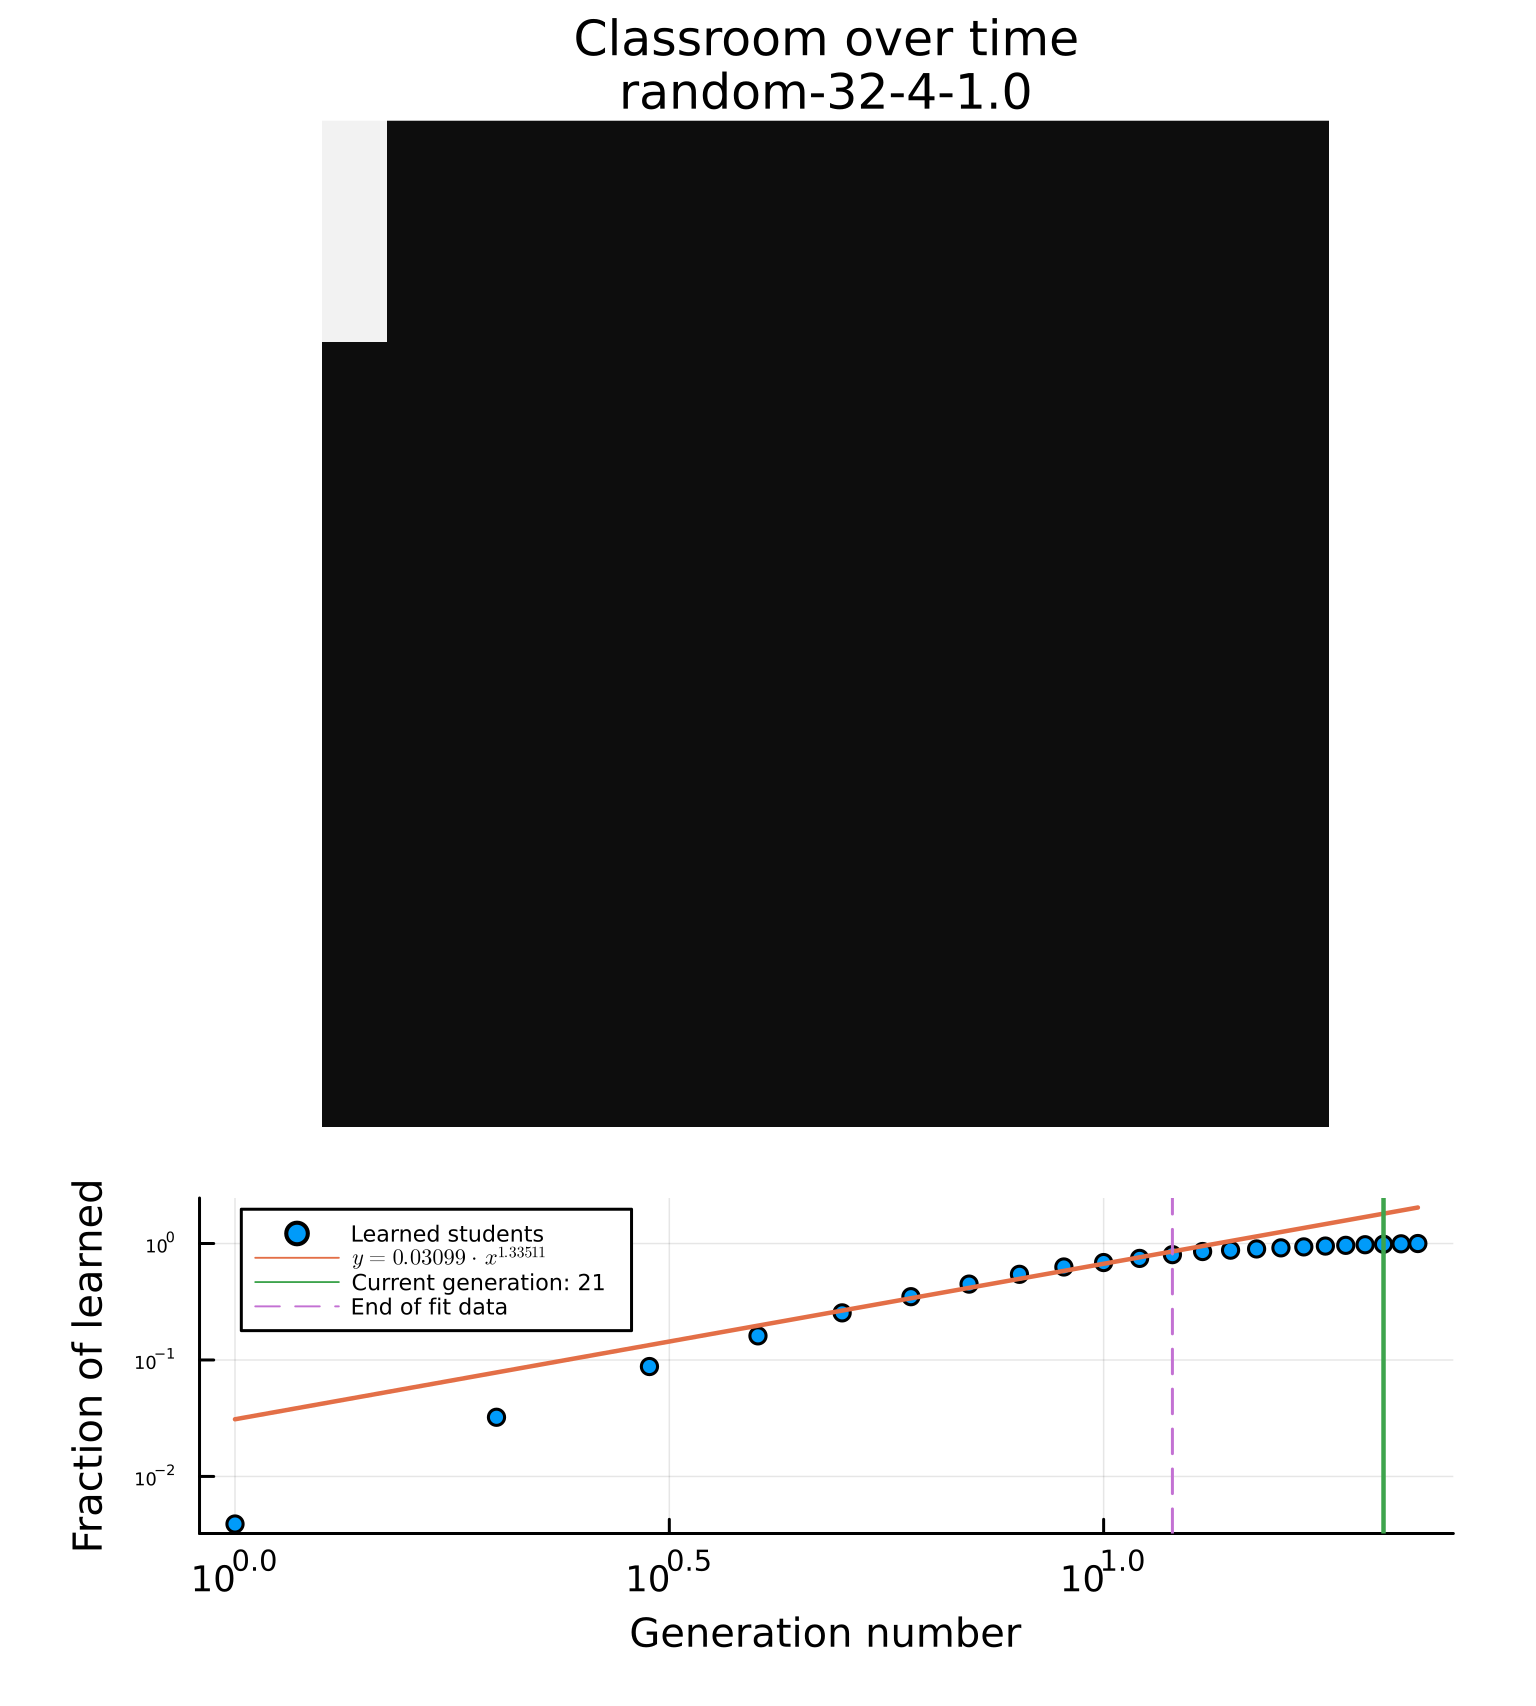 Classroom over time
random-32-4-1.0
Fraction of learned
10^0
10^-1
10^-2
Learned students
y = 0.03099 · x^1.33511
Current generation: 21
End of fit data
10^0.0
10^0.5
10^1.0
Generation number